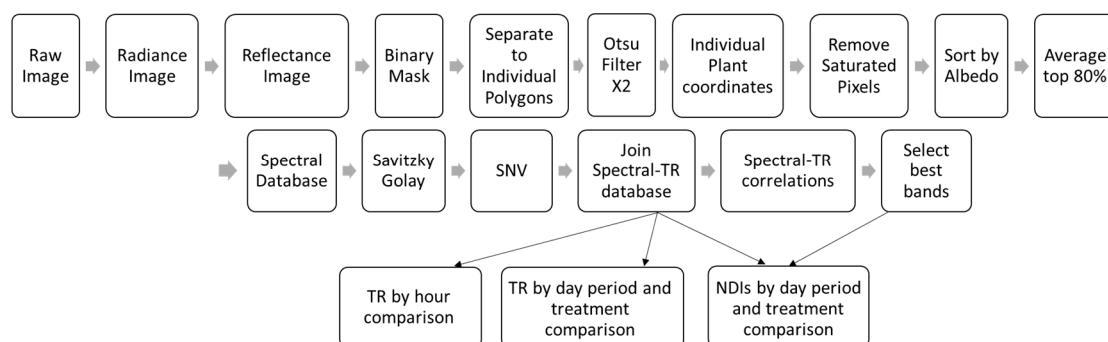 Raw
Image
Radiance
Image
Reflectance
Image
Binary
Mask
Separate to
Individual
Polygons
Otsu
Filter
X2
Individual
Plant
coordinates
Remove
Saturated
Pixels
Sort by
Albedo
Average
top 80%
Spectral
Database
Savitzky
Golay
SNV
Join
Spectral-TR
database
Spectral-TR
correlations
Select
best
bands
TR by hour
comparison
TR by day period and
treatment
comparison
NDIs by day period
and treatment
comparison